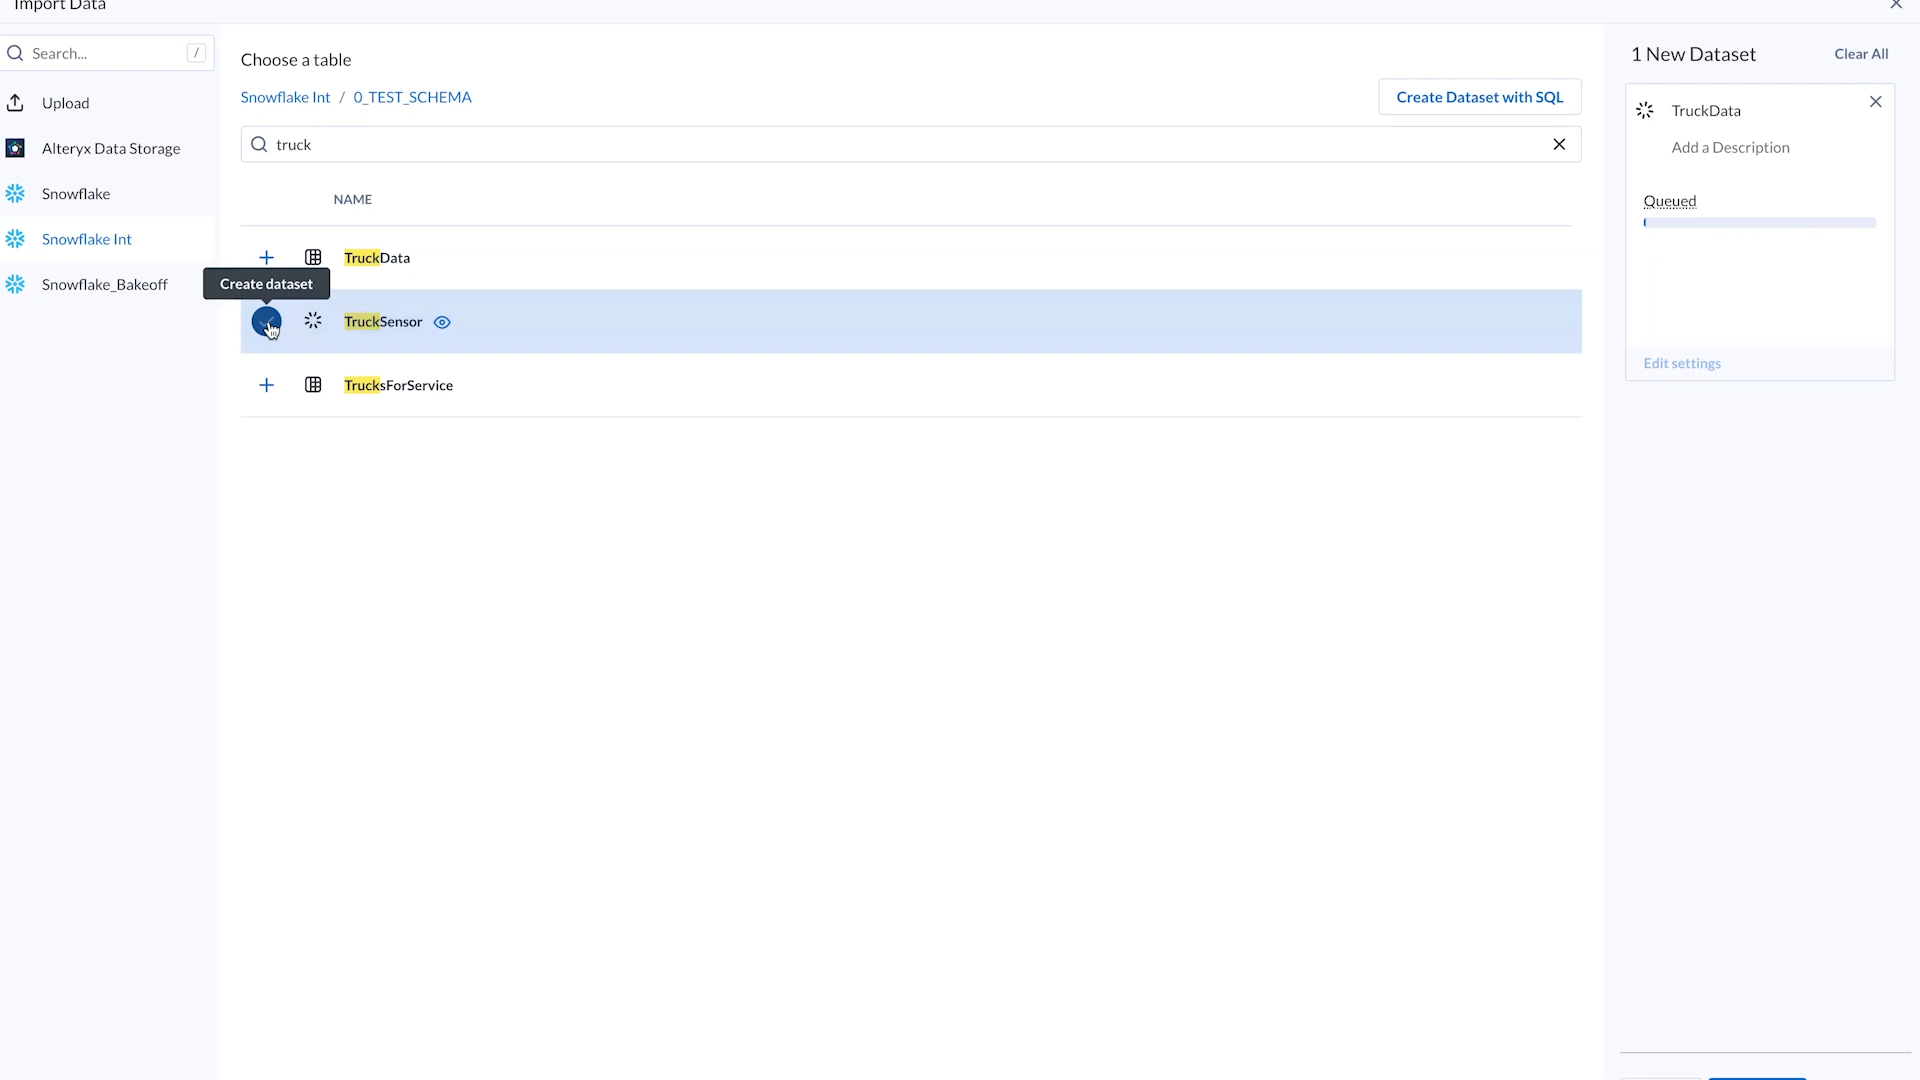 Import Data
Search...
/
Upload
Alteryx Data Storage
Snowflake
Snowflake Int
Snowflake_Bakeoff
Choose a table
Snowflake Int / 0_TEST_SCHEMA
Create Dataset with SQL
truck
NAME
TruckData
Create dataset
TruckSensor
TrucksForService
1 New Dataset
Clear All
TruckData
Add a Description
Queued
Edit settings